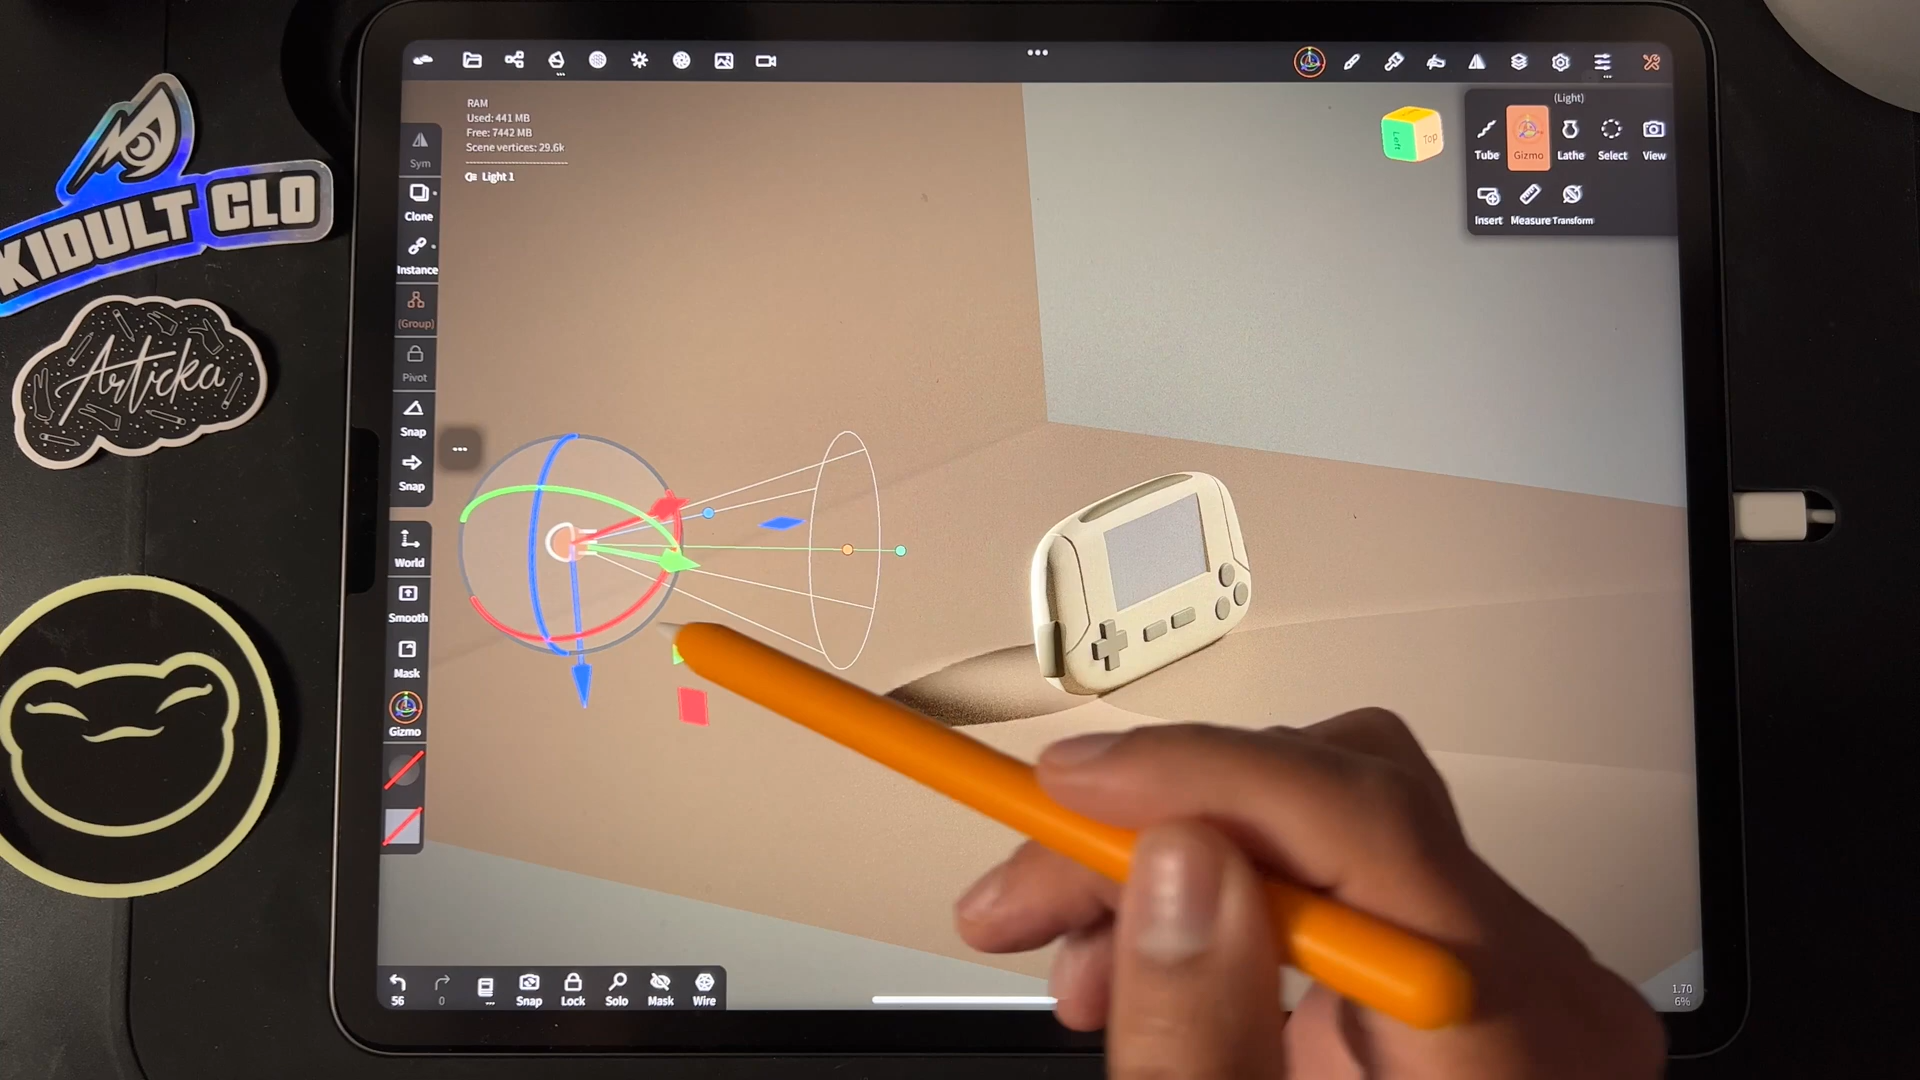 KIDULT CLO
Articka
RAM
Used: 441 MB
Free: 7442 MB
Scene vertices: 29.6k
Light 1
Sym
Clone
Instance
(Group)
Pivot
Snap
Snap
World
Smooth
Mask
Gizmo
Left
Top
(Light)
Tube
Gizmo
Lathe
Select
View
Insert
Measure
Transform
56
0
Snap
Lock
Solo
Mask
Wire
1.70
6%